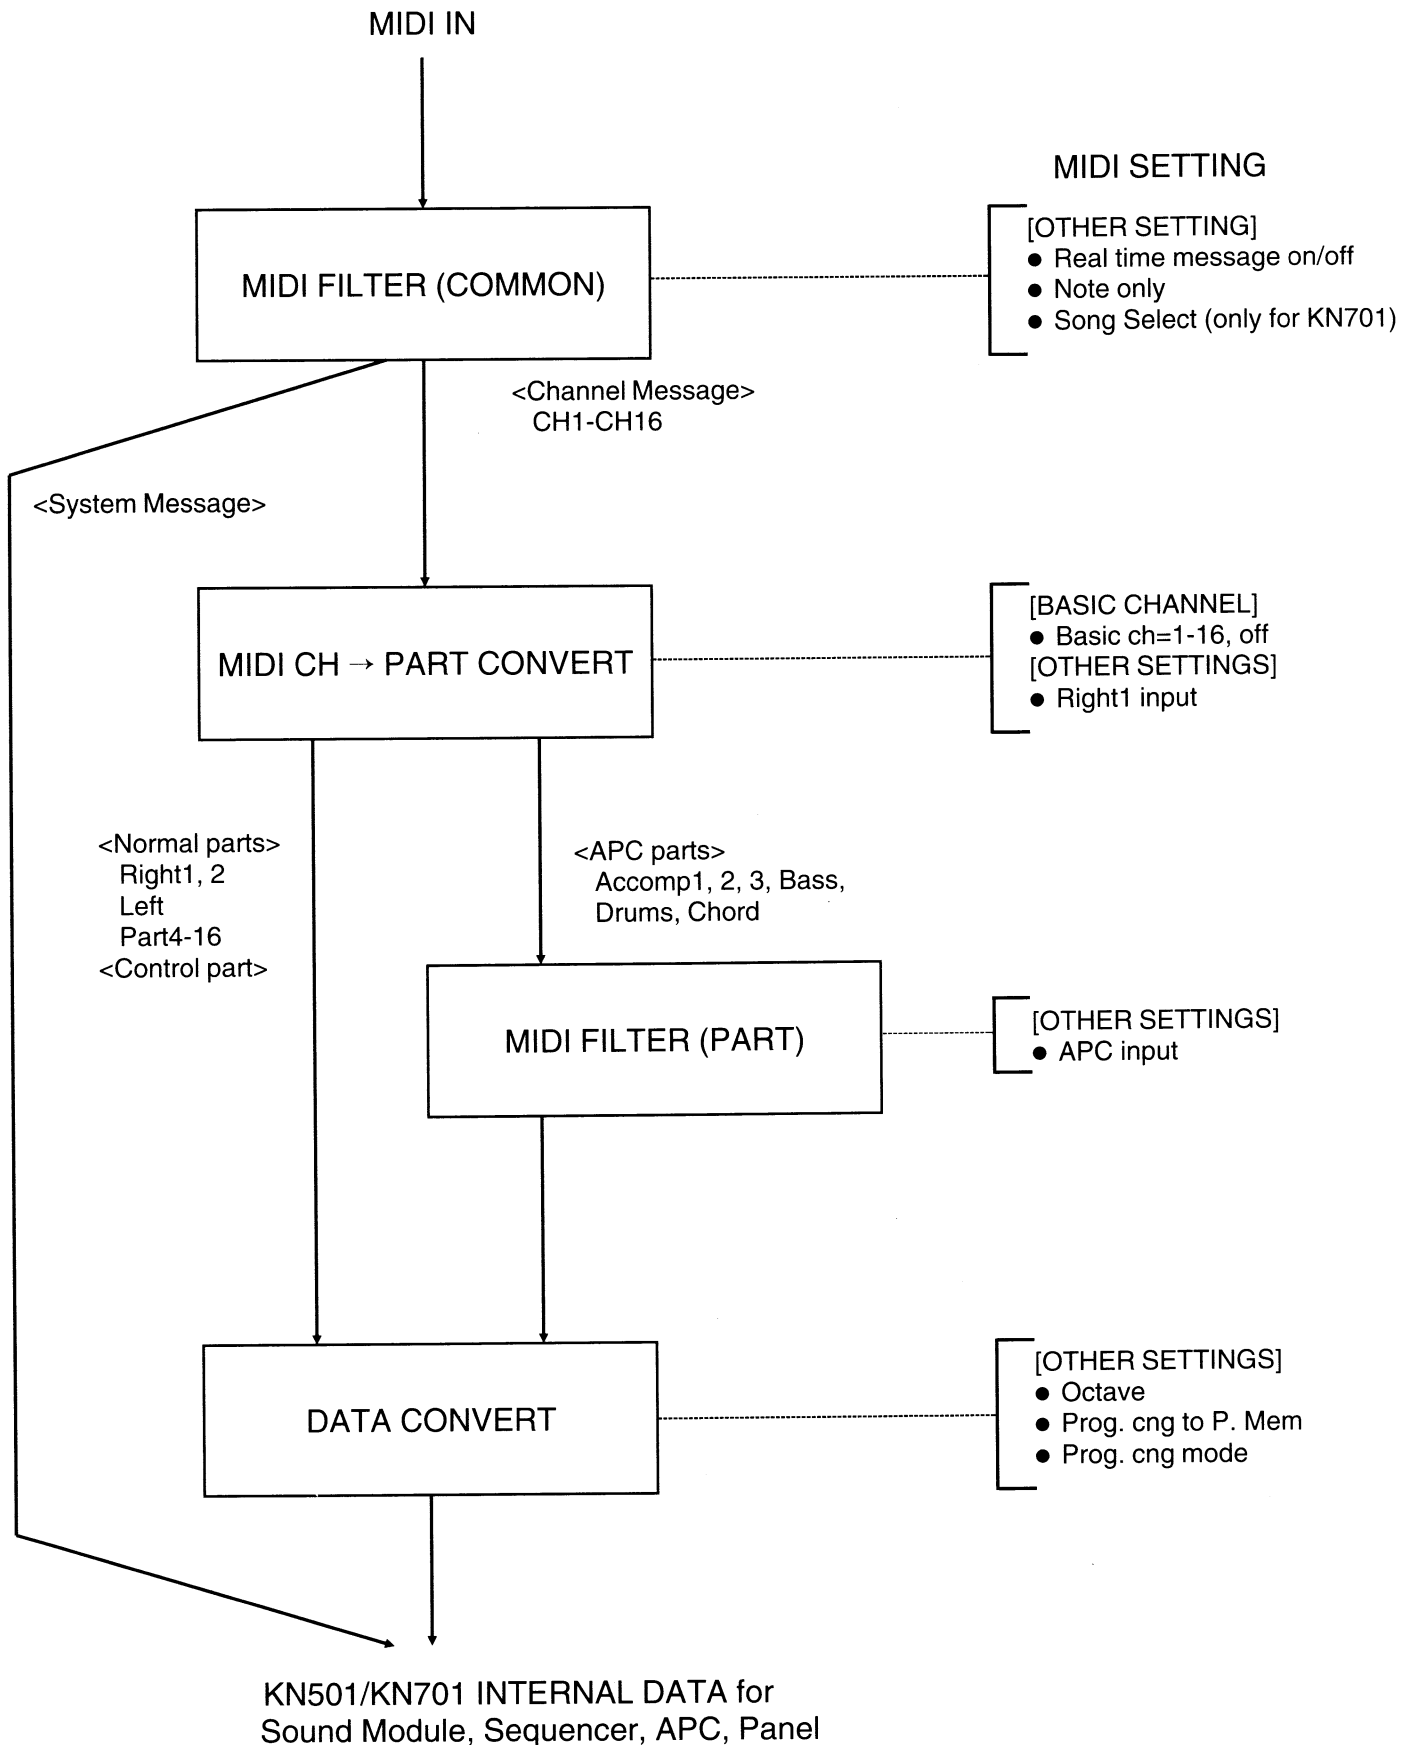 MIDI IN
MIDI SETTING
MIDI FILTER (COMMON)
[OTHER SETTING]
● Real time message on/off
● Note only
● Song Select (only for KN701)
<Channel Message>
CH1-CH16
<System Message>
MIDI CH → PART CONVERT
[BASIC CHANNEL]
● Basic ch=1-16, off
[OTHER SETTINGS]
● Right1 input
<Normal parts>
Right1, 2
Left
Part4-16
<Control part>
<APC parts>
Accomp1, 2, 3, Bass,
Drums, Chord
MIDI FILTER (PART)
[OTHER SETTINGS]
● APC input
DATA CONVERT
[OTHER SETTINGS]
● Octave
● Prog. cng to P. Mem
● Prog. cng mode
KN501/KN701 INTERNAL DATA for
Sound Module, Sequencer, APC, Panel